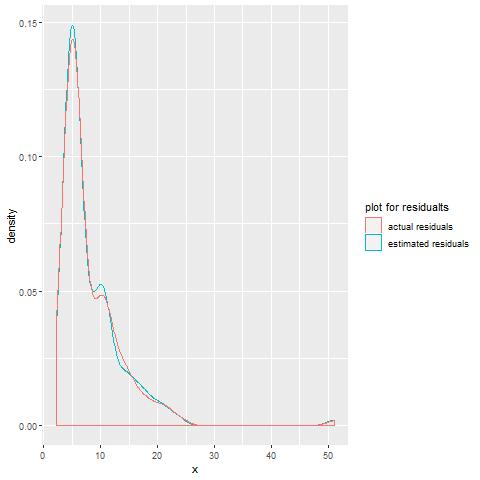 0.15
0.10
0.05
0.00
density
0
10
20
30
40
50
x
plot for residualts
actual residuals
estimated residuals